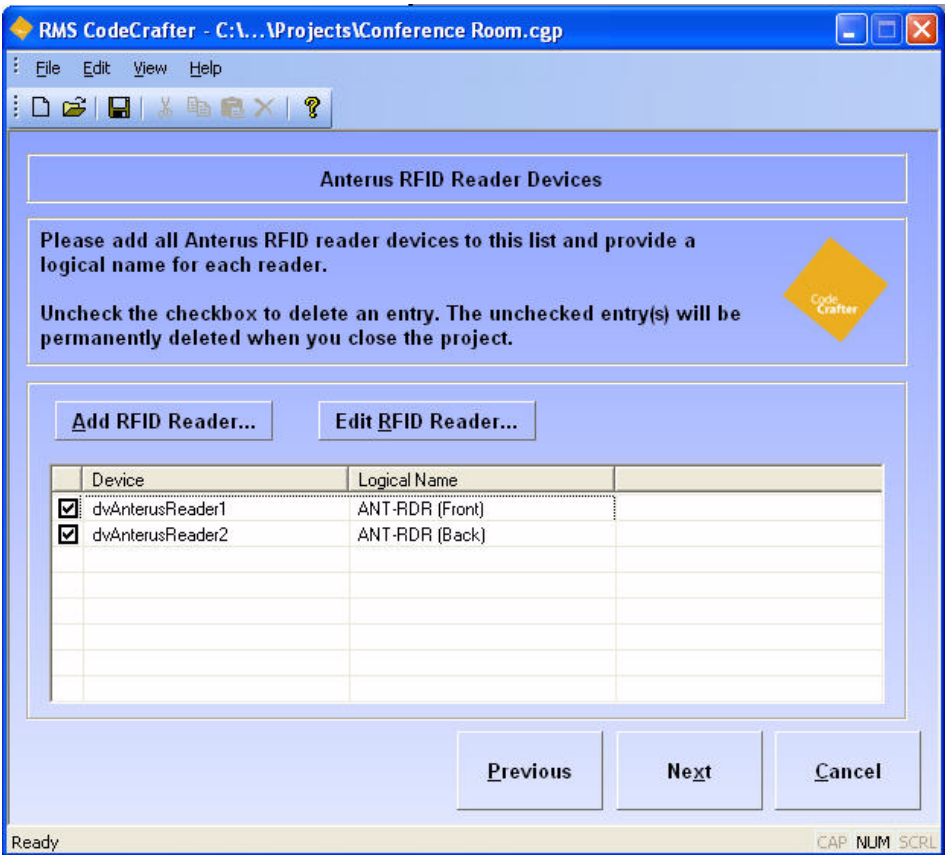 RMS CodeCrafter - C:\...\Projects\Conference Room.cgp
File Edit View Help
Anterus RFID Reader Devices
Please add all Anterus RFID reader devices to this list and provide a
logical name for each reader.
Uncheck the checkbox to delete an entry. The unchecked entry(s) will be
permanently deleted when you close the project.
Code
Crafter
Add RFID Reader... Edit RFID Reader...
Device Logical Name
dvAnterusReader1 ANT-RDR (Front)
dvAnterusReader2 ANT-RDR (Back)
Previous Next Cancel
Ready CAP NUM SCRL